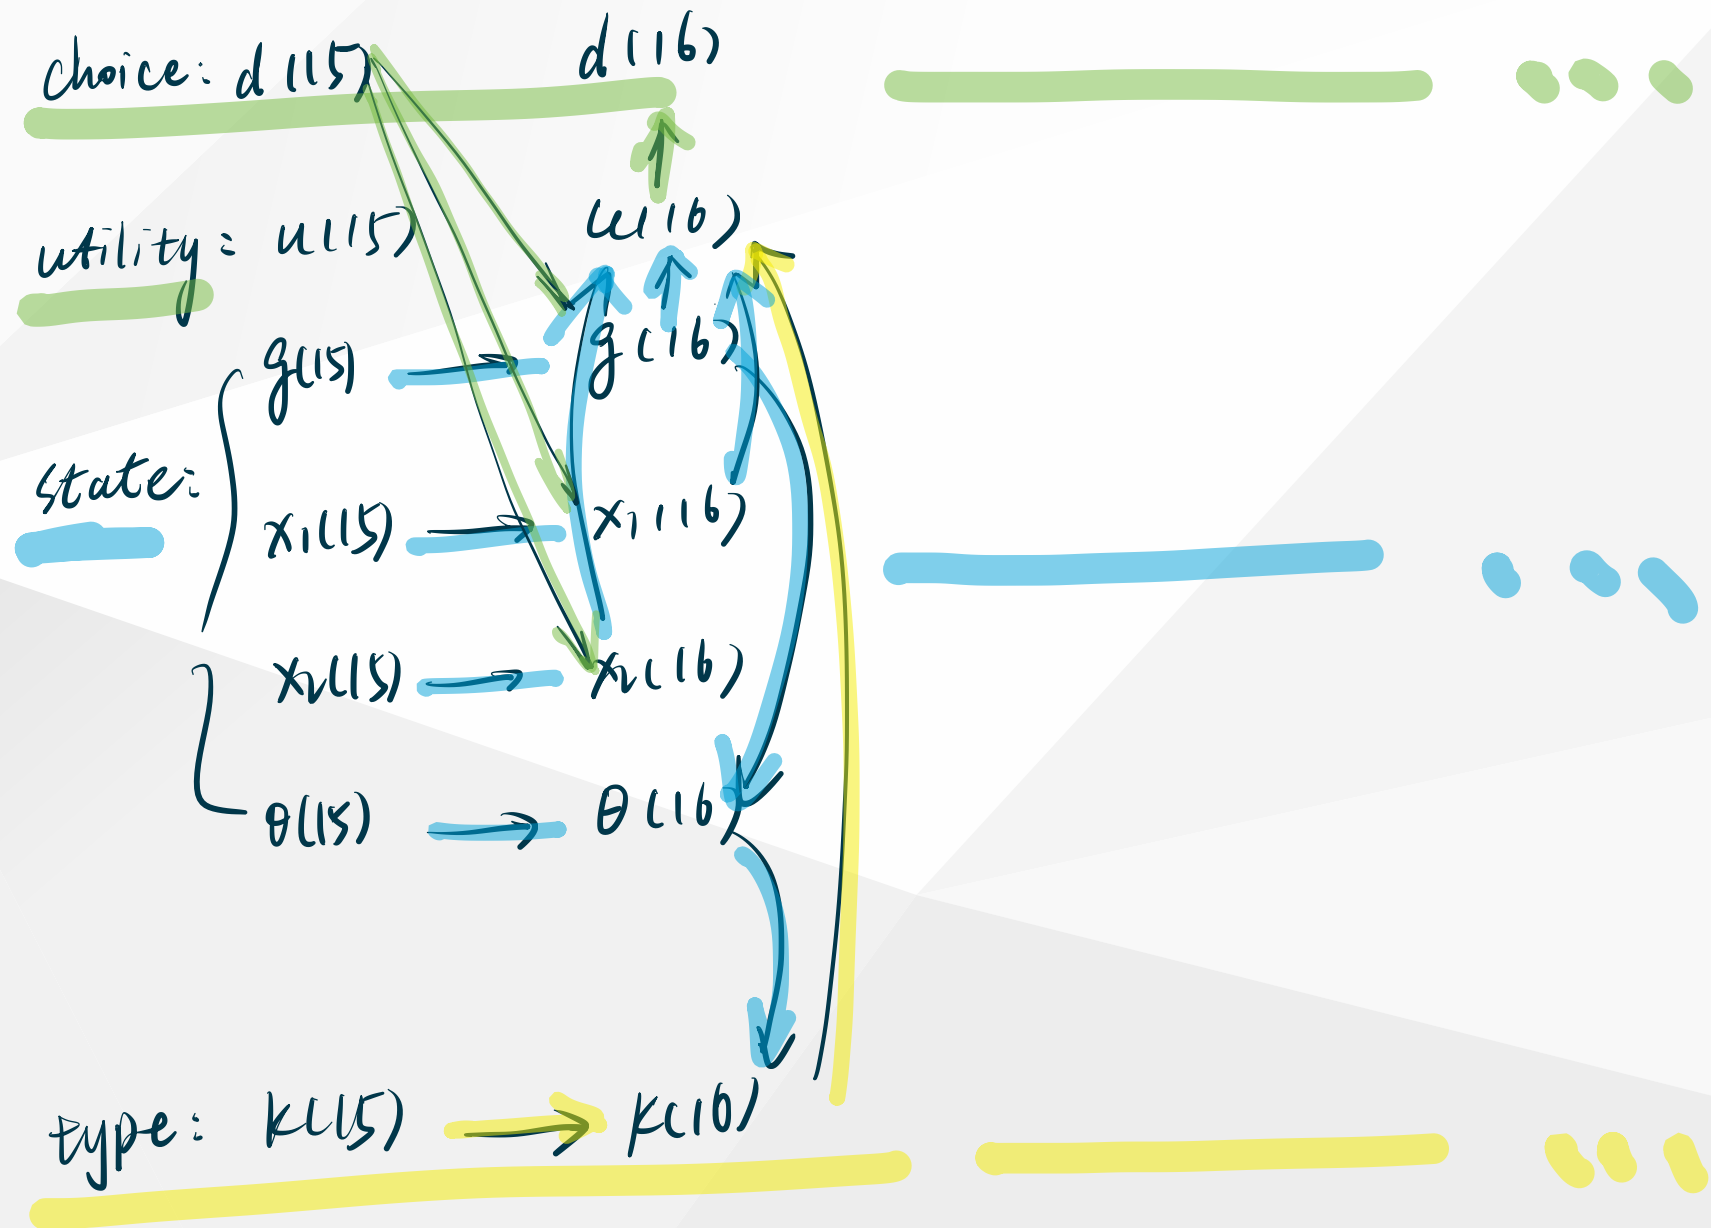 choice: d(15) d(16)
utility: u(15) u(16)
g(15) g(16)
state:
x₁(15) x₁(16)
x₂(15) x₂(16)
θ(15) θ(16)
type: k(15) k(16)